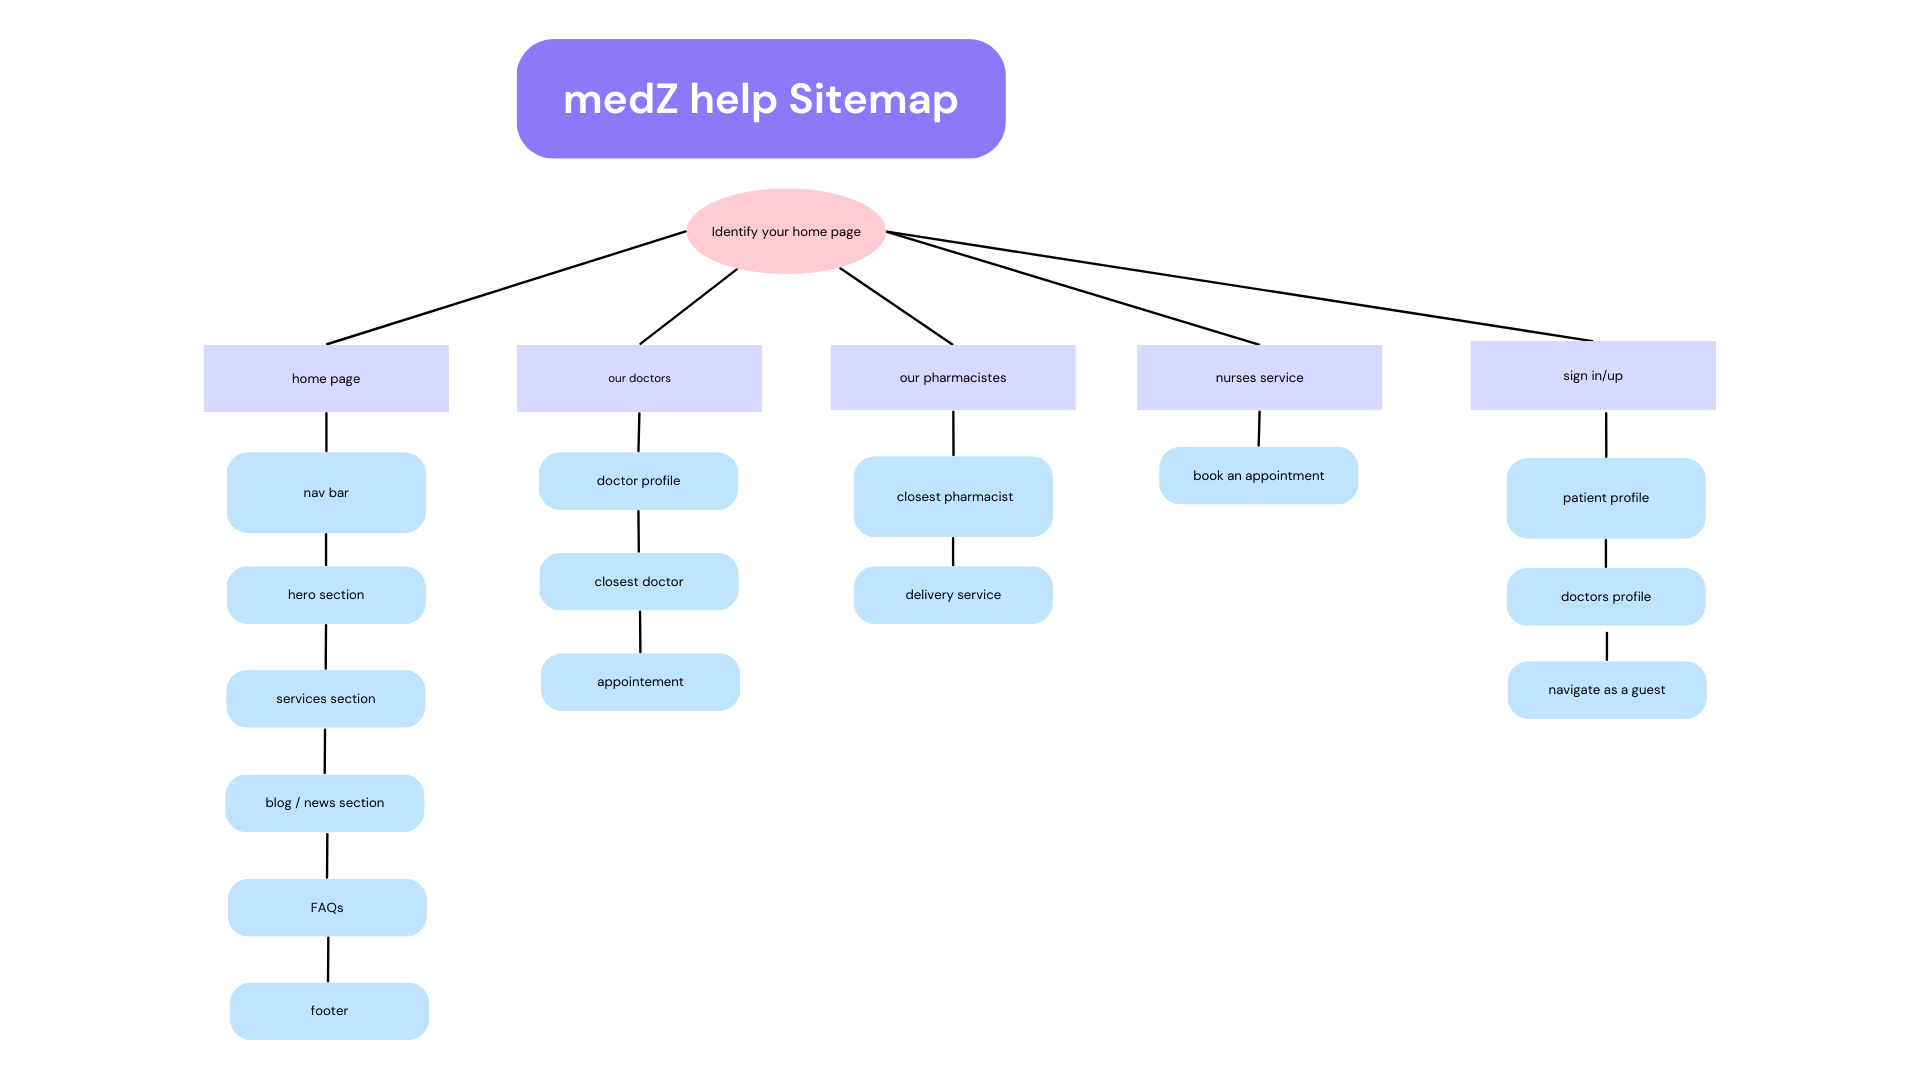 medZ help Sitemap
Identify your home page
home page
our doctors
our pharmacistes
nurses service
sign in/up
nav bar
hero section
services section
blog / news section
FAQs
footer
doctor profile
closest doctor
appointement
closest pharmacist
delivery service
book an appointment
patient profile
doctors profile
navigate as a guest